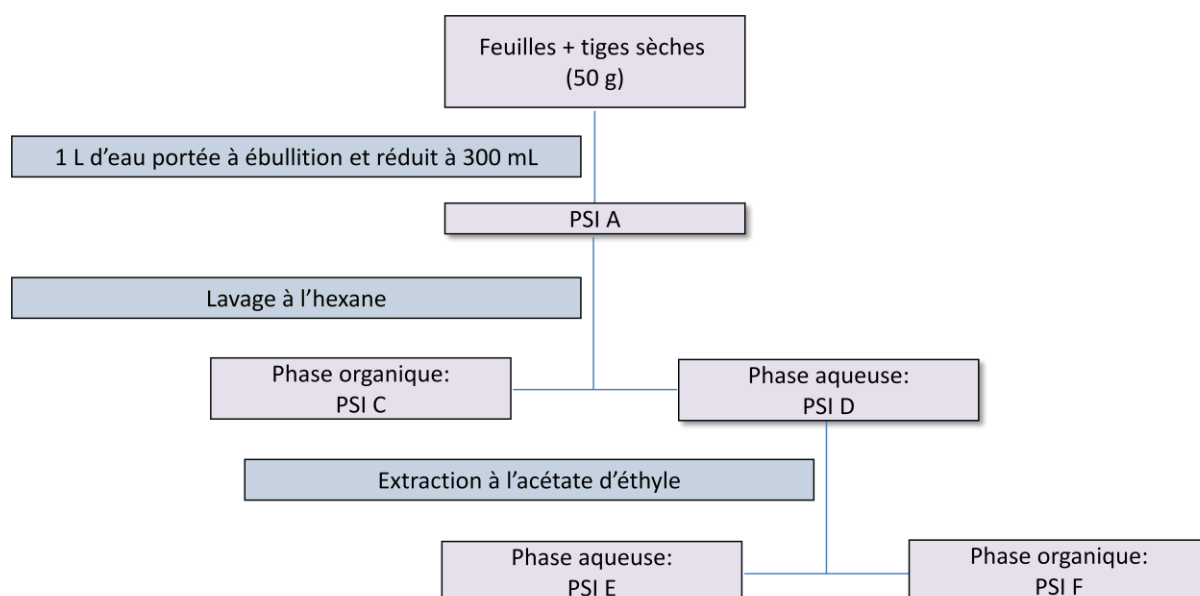 Feuilles + tiges sèches
(50 g)
1 L d’eau portée à ébullition et réduit à 300 mL
PSI A
Lavage à l’hexane
Phase organique:
PSI C
Phase aqueuse:
PSI D
Extraction à l’acétate d’éthyle
Phase aqueuse:
PSI E
Phase organique:
PSI F